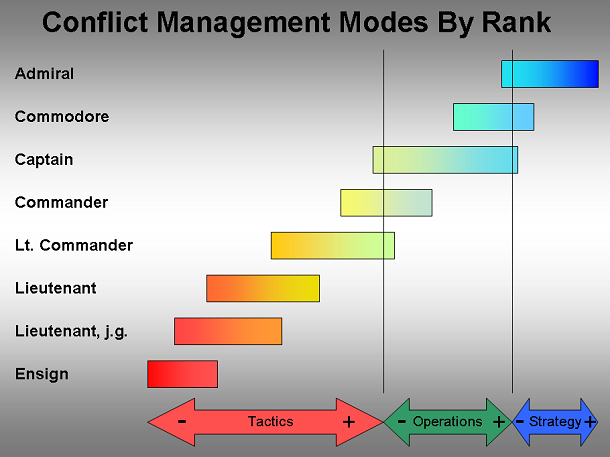 Conflict Management Modes By Rank
Admiral
Commodore
Captain
Commander
Lt. Commander
Lieutenant
Lieutenant, j.g.
Ensign
- Tactics + - Operations + - Strategy +